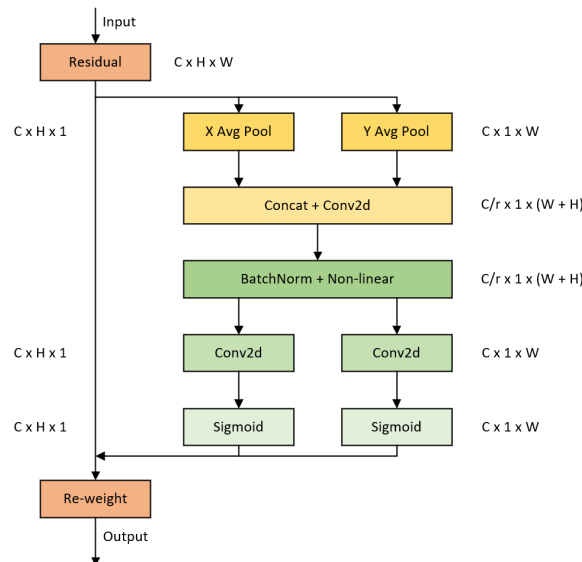 Input
Residual
C x H x W
C x H x 1
X Avg Pool
Y Avg Pool
C x 1 x W
Concat + Conv2d
C/r x 1 x (W + H)
BatchNorm + Non-linear
C/r x 1 x (W + H)
C x H x 1
Conv2d
Conv2d
C x 1 x W
C x H x 1
Sigmoid
Sigmoid
C x 1 x W
Re-weight
Output